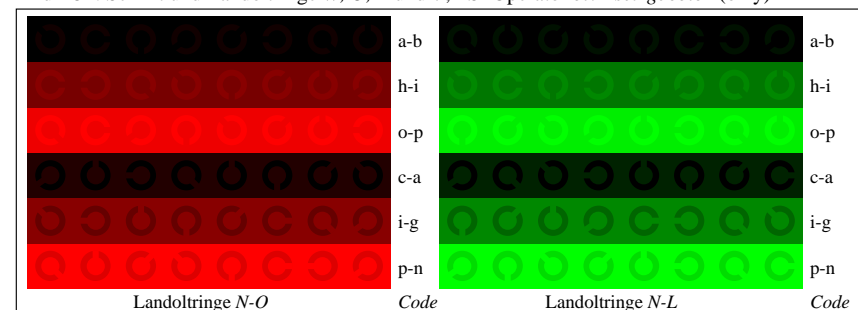 a-b a-b
h-i h-i
o-p o-p
c-a c-a
i-g i-g
p-n p-n
Landoltringe N-O Code Landoltringe N-L Code